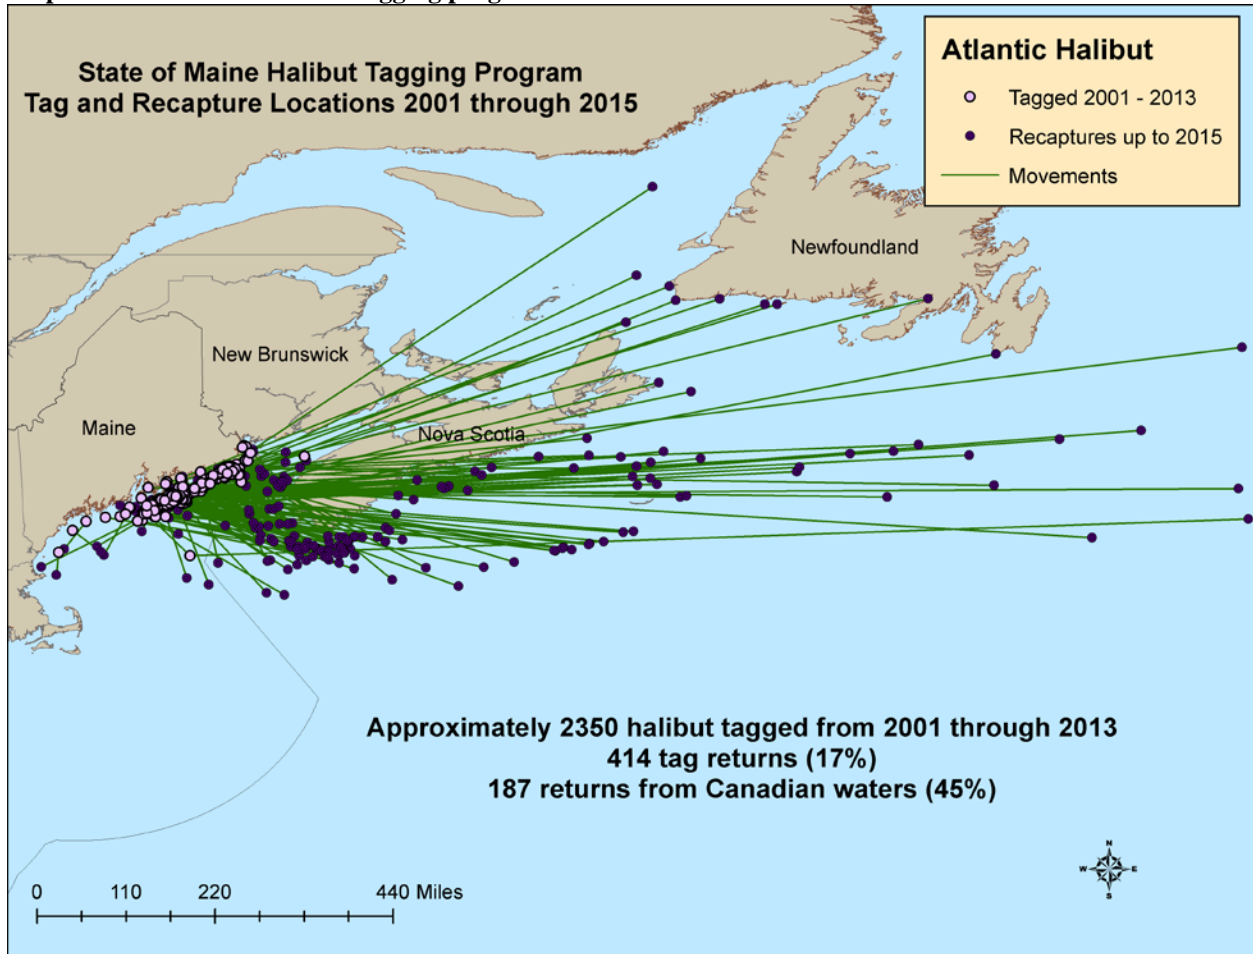 State of Maine Halibut Tagging Program
Tag and Recapture Locations 2001 through 2015
Atlantic Halibut
Tagged 2001 - 2013
Recaptures up to 2015
Movements
Newfoundland
New Brunswick
Maine
Nova Scotia
Approximately 2350 halibut tagged from 2001 through 2013
414 tag returns (17%)
187 returns from Canadian waters (45%)
N
W E
S
0 110 220 440 Miles